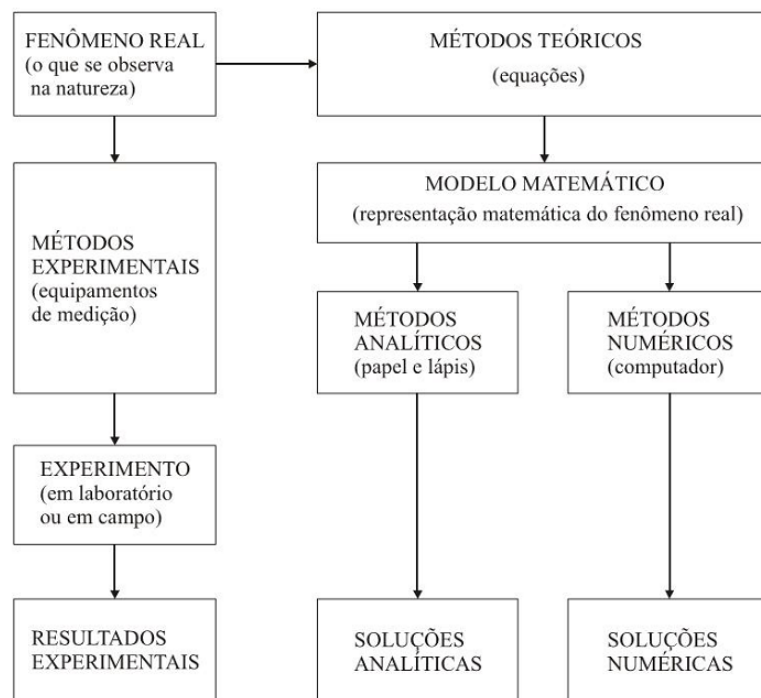 FENÔMENO REAL
(o que se observa
na natureza)
MÉTODOS TEÓRICOS
(equações)
MODELO MATEMÁTICO
(representação matemática do fenômeno real)
MÉTODOS
EXPERIMENTAIS
(equipamentos
de medição)
MÉTODOS
ANALÍTICOS
(papel e lápis)
MÉTODOS
NUMÉRICOS
(computador)
EXPERIMENTO
(em laboratório
ou em campo)
RESULTADOS
EXPERIMENTAIS
SOLUÇÕES
ANALÍTICAS
SOLUÇÕES
NUMÉRICAS